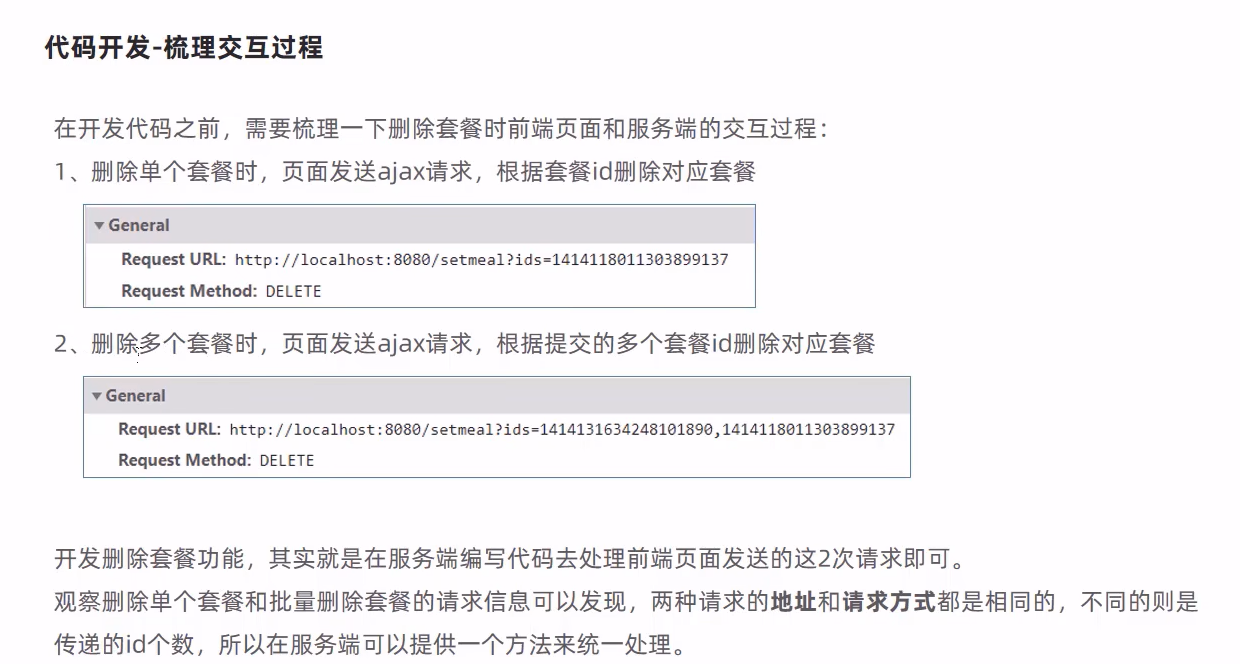 代码开发-梳理交互过程
在开发代码之前，需要梳理一下删除套餐时前端页面和服务端的交互过程：
1、删除单个套餐时，页面发送ajax请求，根据套餐id删除对应套餐
General
Request URL: http://localhost:8080/setmeal?ids=1414118011303899137
Request Method: DELETE
2、删除多个套餐时，页面发送ajax请求，根据提交的多个套餐id删除对应套餐
General
Request URL: http://localhost:8080/setmeal?ids=1414131634248101890,1414118011303899137
Request Method: DELETE
开发删除套餐功能，其实就是在服务端编写代码去处理前端页面发送的这2次请求即可。
观察删除单个套餐和批量删除套餐的请求信息可以发现，两种请求的地址和请求方式都是相同的，不同的则是
传递的id个数，所以在服务端可以提供一个方法来统一处理。